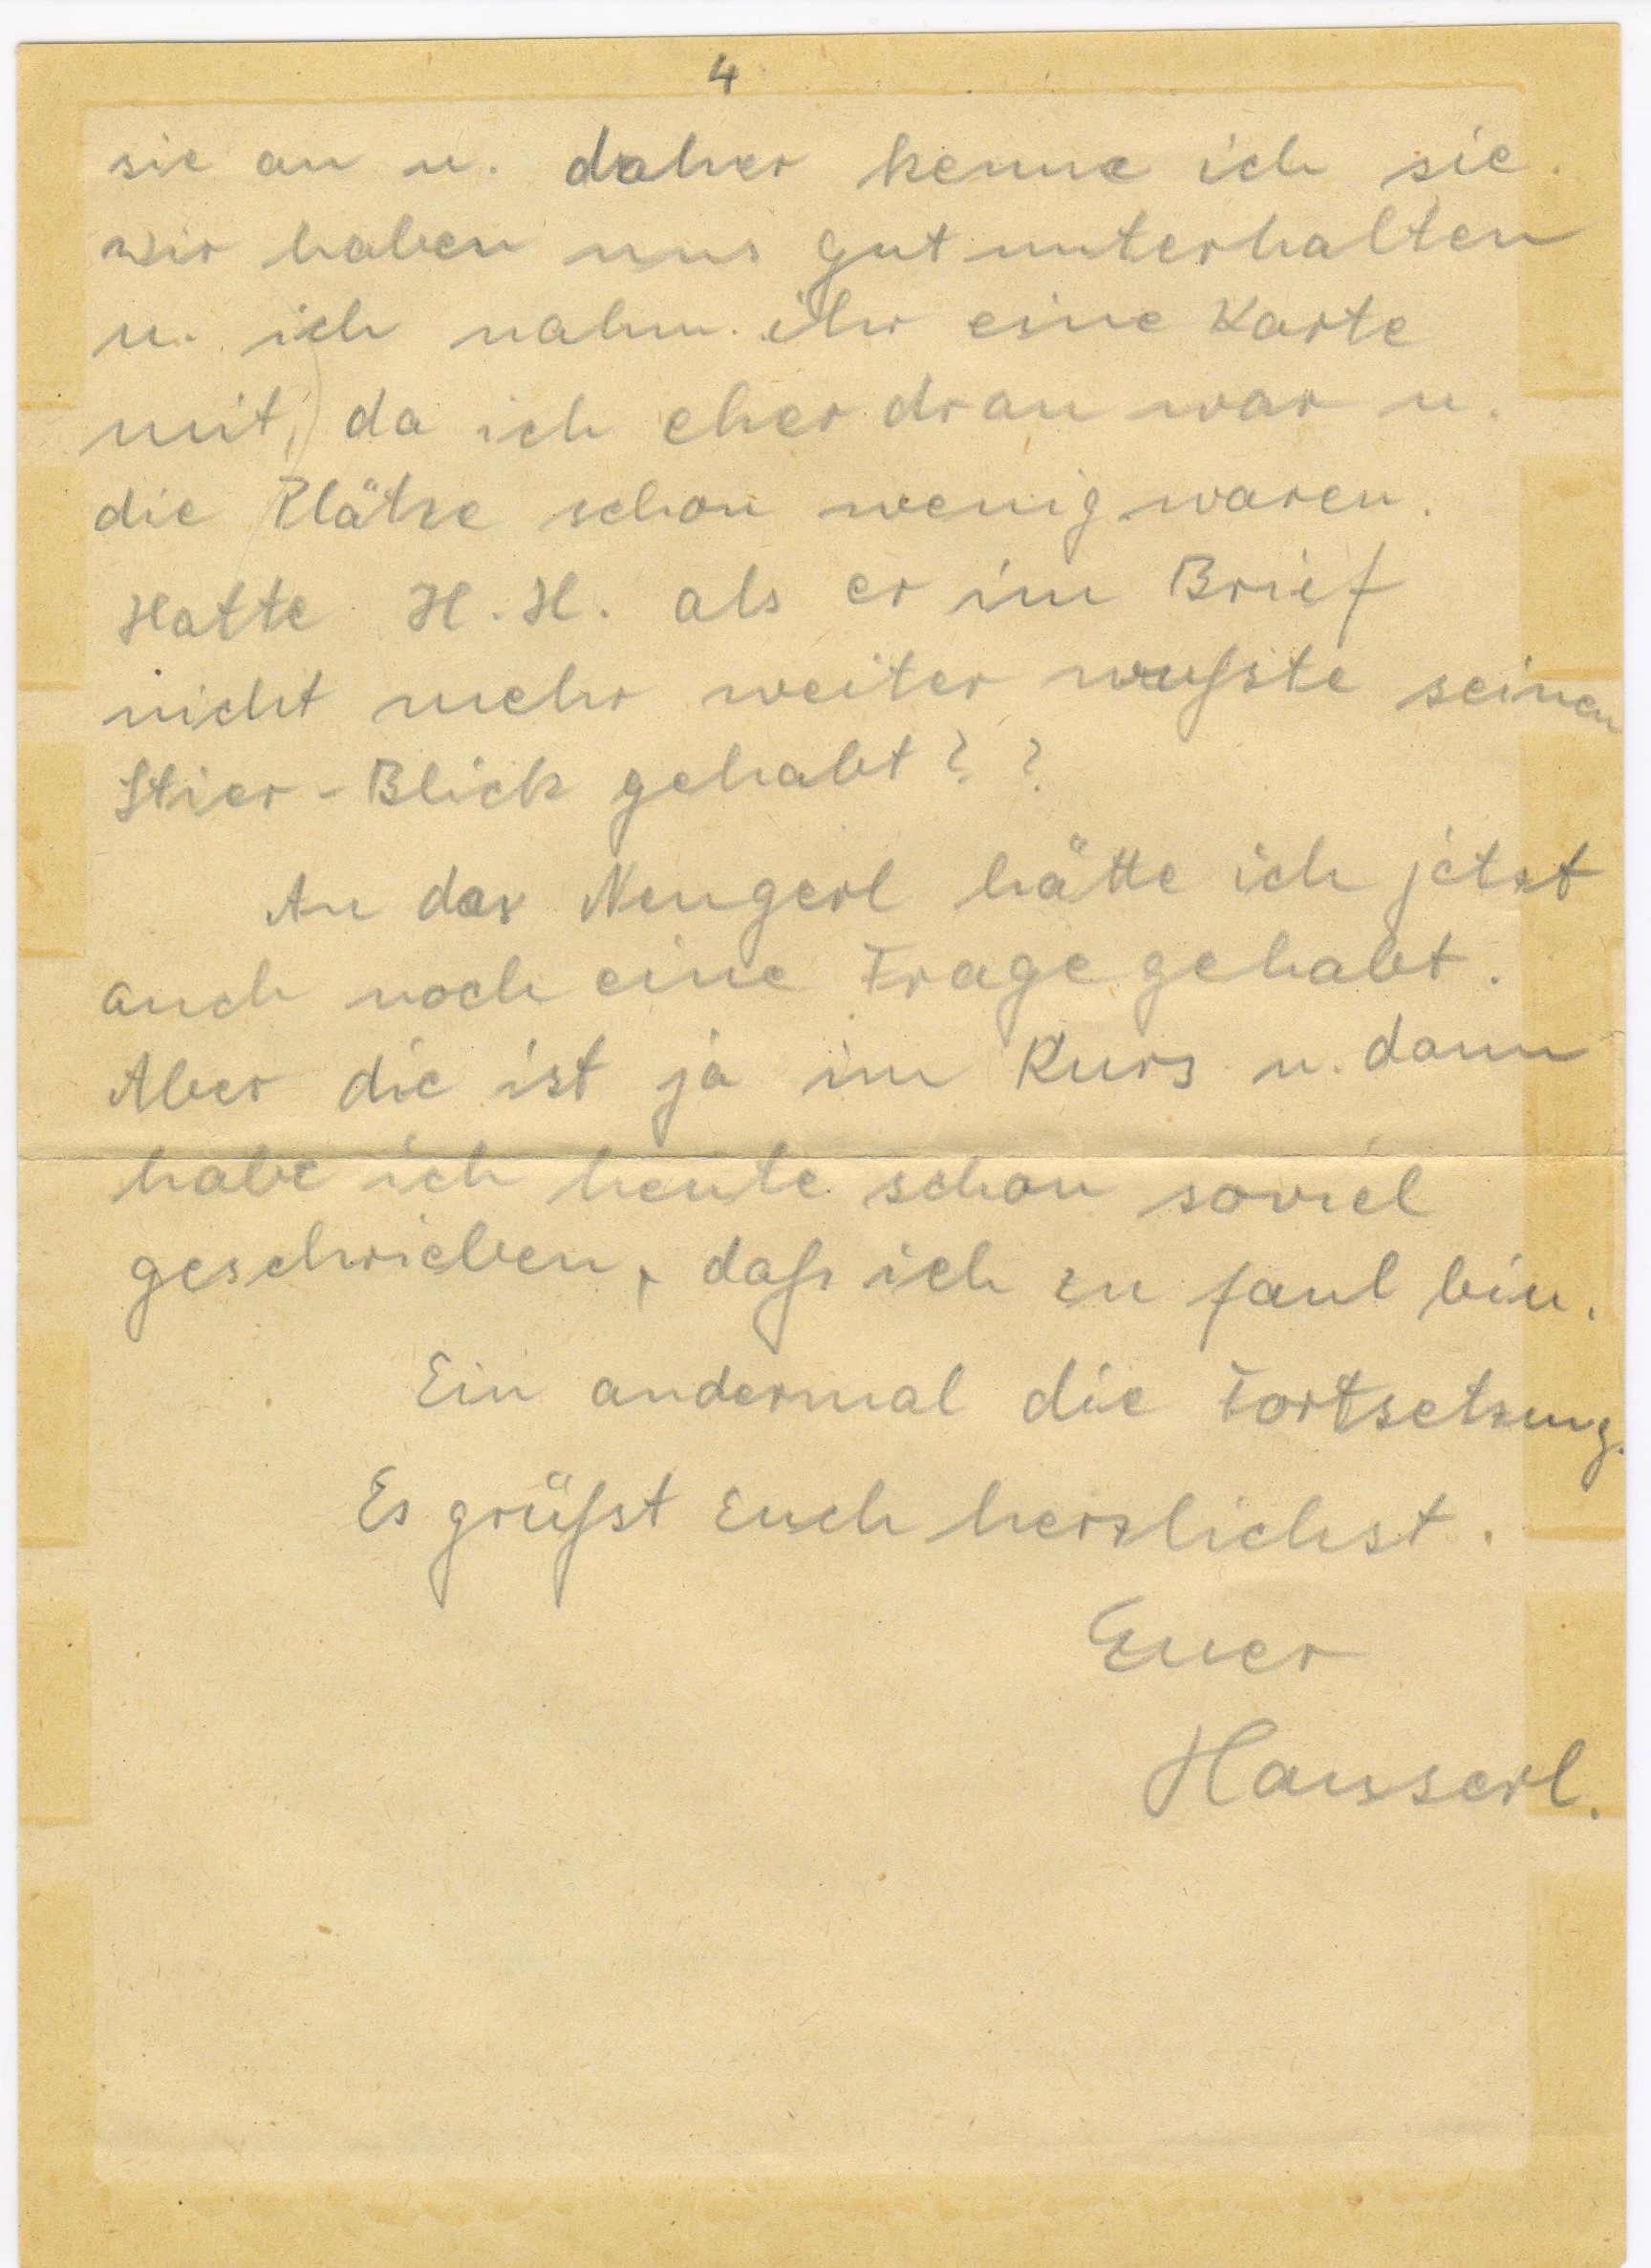 4
sie an u. daher kenne ich sie.
wir haben uns gut unterhalten
u. ich nahm ihr eine Karte
mit, da ich eher dran war u.
die Plätze schon wenig waren.
Hatte H. H. als er im Brief
nicht mehr weiter wußste seinen
Stier-Blick gehabt? ?
An das Neugerl hätte ich jetzt
auch noch eine Frage gehabt.
Aber die ist ja im Kurs u. dann
habe ich heute schon soviel
geschrieben, daß ich zu faul bin.
Ein andermal die Fortsetzung.
Es grüßt Euch herzlichst.
Euer
Hausserl.